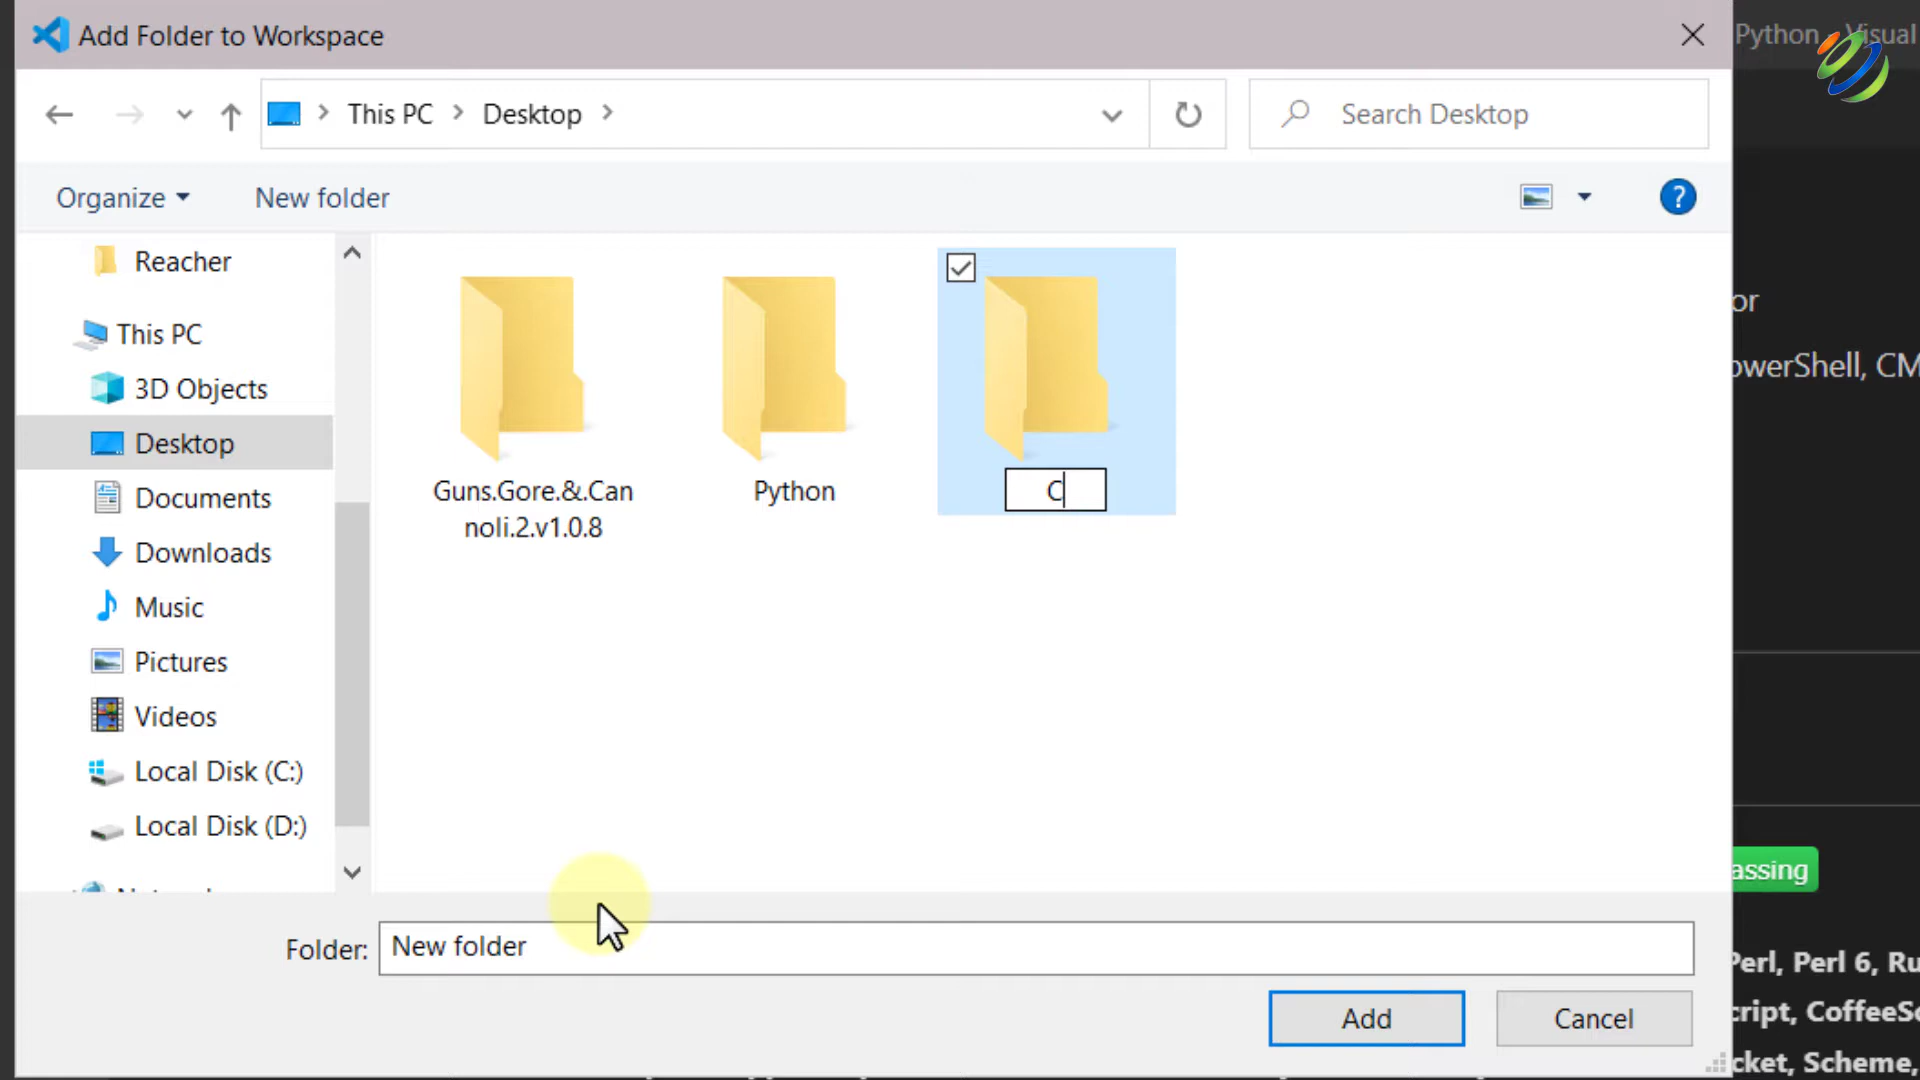 Add Folder to Workspace
Python - Visual
This PC
Desktop
Search Desktop
Organize
New folder
?
Reacher
This PC
3D Objects
Desktop
Documents
Downloads
Music
Pictures
Videos
Local Disk (C:)
Local Disk (D:)
Guns.Gore.&.Can
noli.2.v1.0.8
Python
C
or
owerShell, CM
assing
Perl, Perl 6, Ru
cript, CoffeeSc
cket, Scheme,
Folder:
New folder
Add
Cancel